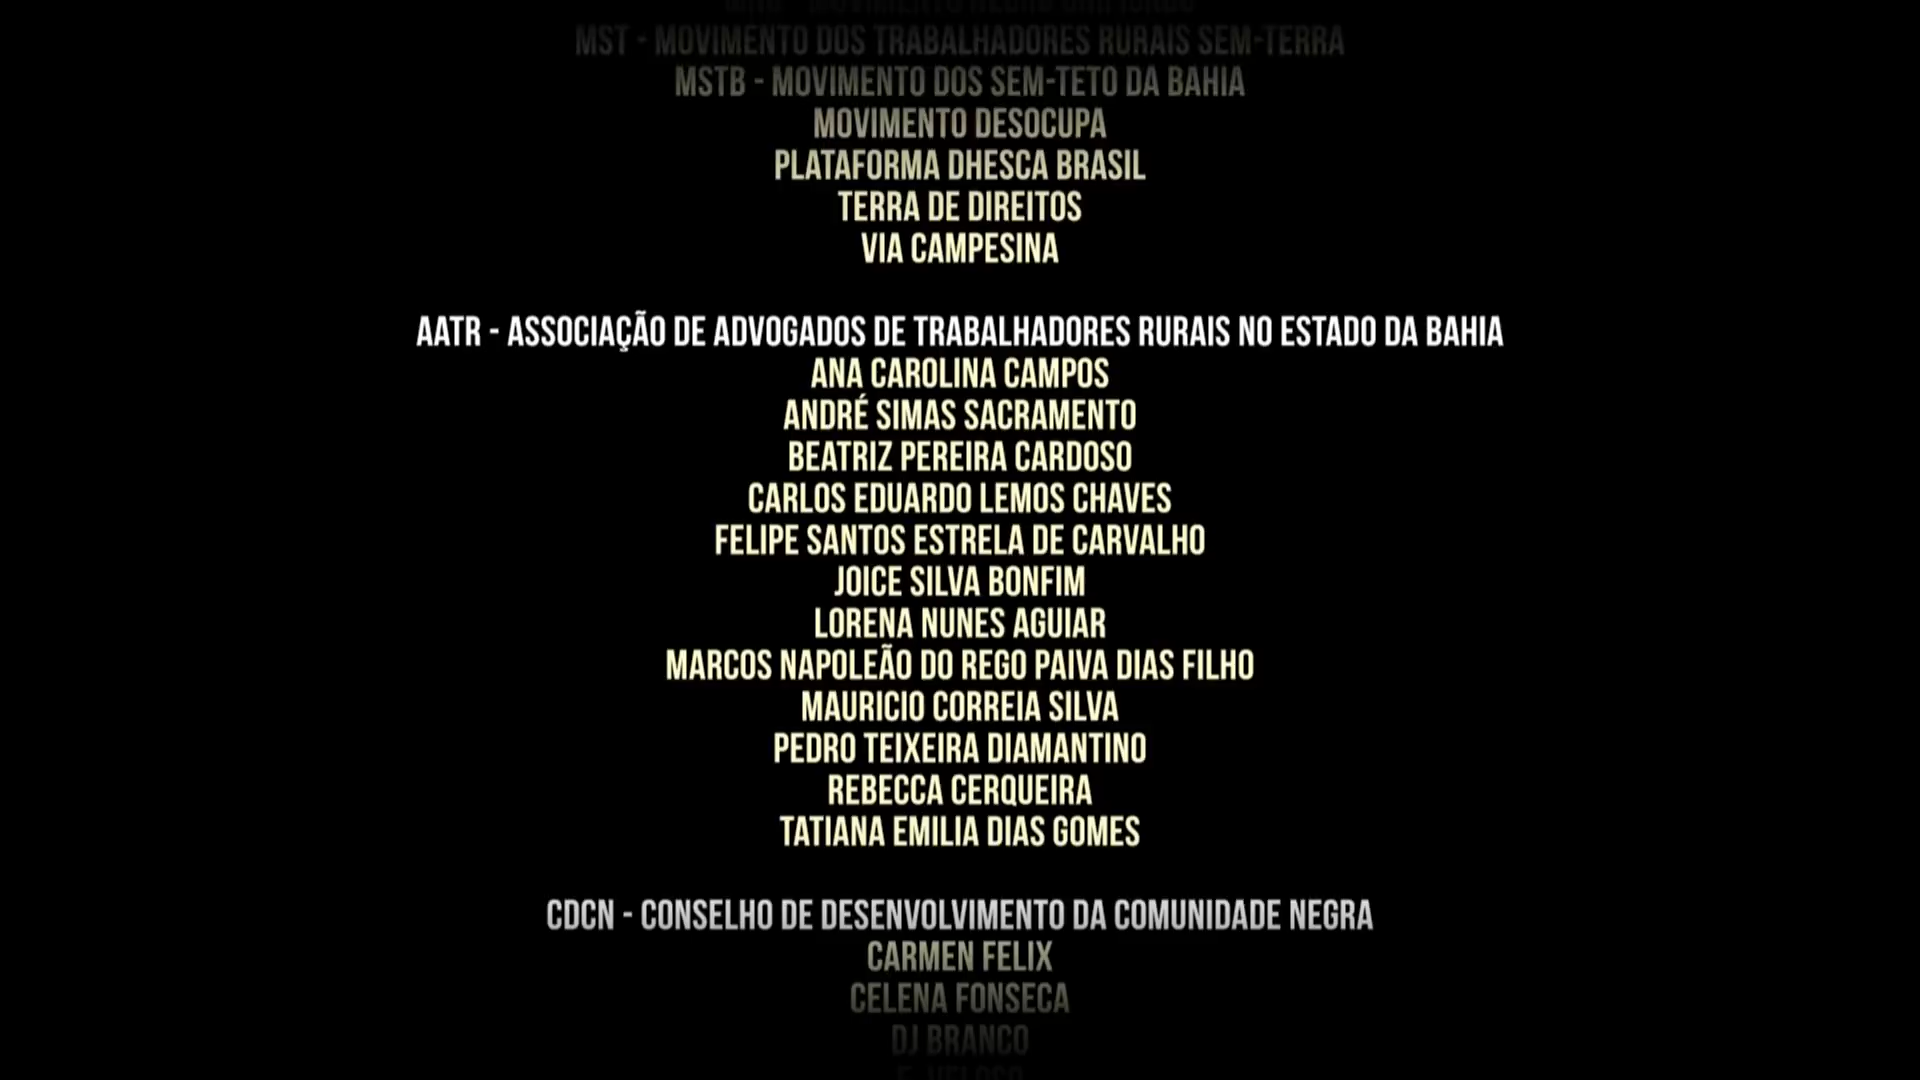 MST - MOVIMENTO DOS TRABALHADORES RURAIS SEM-TERRA
MSTB - MOVIMENTO DOS SEM-TETO DA BAHIA
MOVIMENTO DESOCUPA
PLATAFORMA DHESCA BRASIL
TERRA DE DIREITOS
VIA CAMPESINA
AATR - ASSOCIAÇÃO DE ADVOGADOS DE TRABALHADORES RURAIS NO ESTADO DA BAHIA
ANA CAROLINA CAMPOS
ANDRÉ SIMAS SACRAMENTO
BEATRIZ PEREIRA CARDOSO
CARLOS EDUARDO LEMOS CHAVES
FELIPE SANTOS ESTRELA DE CARVALHO
JOICE SILVA BONFIM
LORENA NUNES AGUIAR
MARCOS NAPOLEÃO DO REGO PAIVA DIAS FILHO
MAURICIO CORREIA SILVA
PEDRO TEIXEIRA DIAMANTINO
REBECCA CERQUEIRA
TATIANA EMILIA DIAS GOMES
CDCN - CONSELHO DE DESENVOLVIMENTO DA COMUNIDADE NEGRA
CARMEN FELIX
CELENA FONSECA
DJ BRANCO